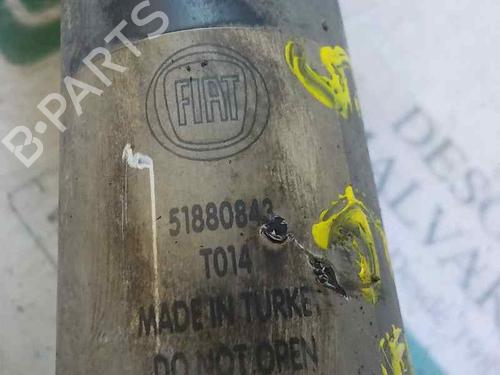 B-PARTS
FIAT
51880843
T014
MADE IN TURKE
DO NOT OPEN